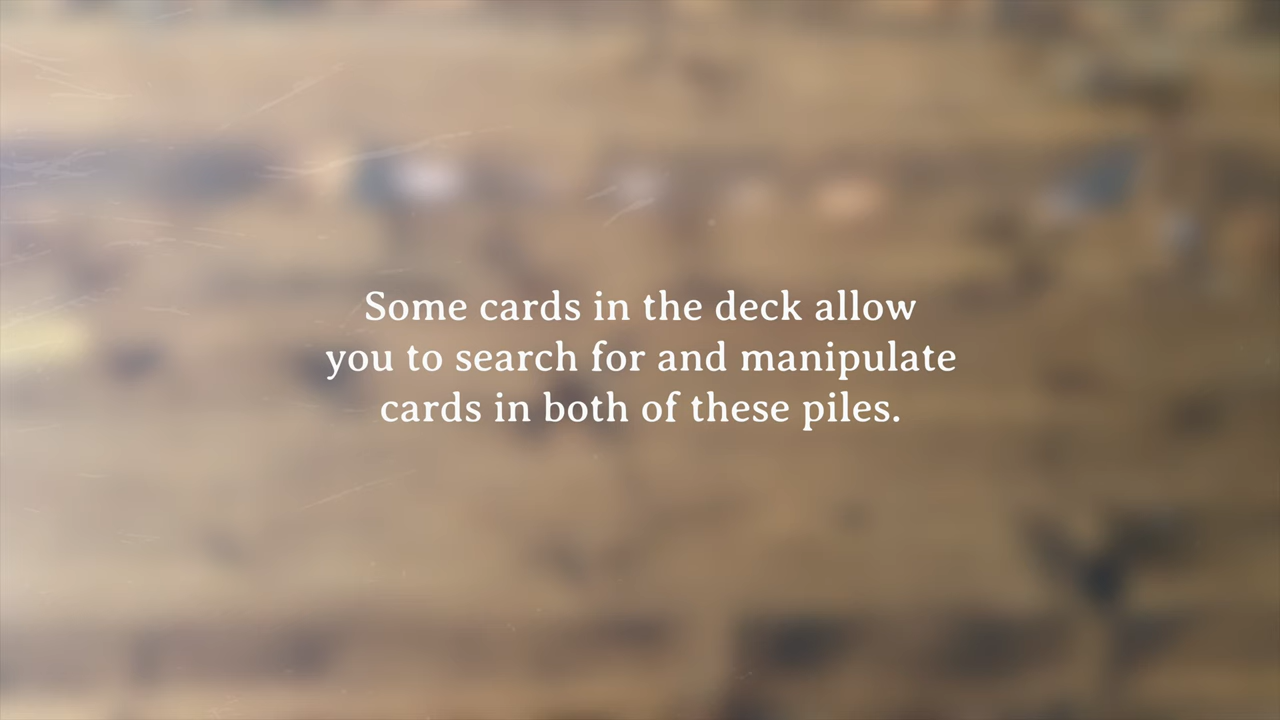 Some cards in the deck allow
you to search for and manipulate
cards in both of these piles.